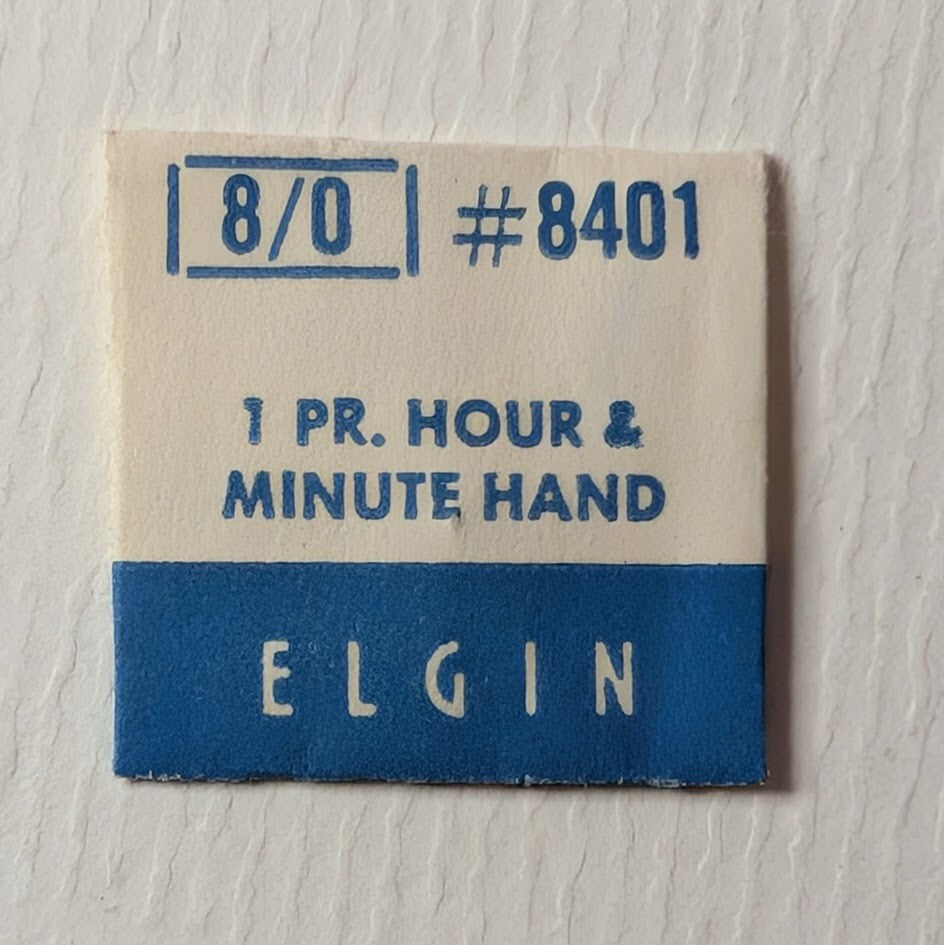 8/0 #8401
1 PR. HOUR &
MINUTE HAND
ELGIN